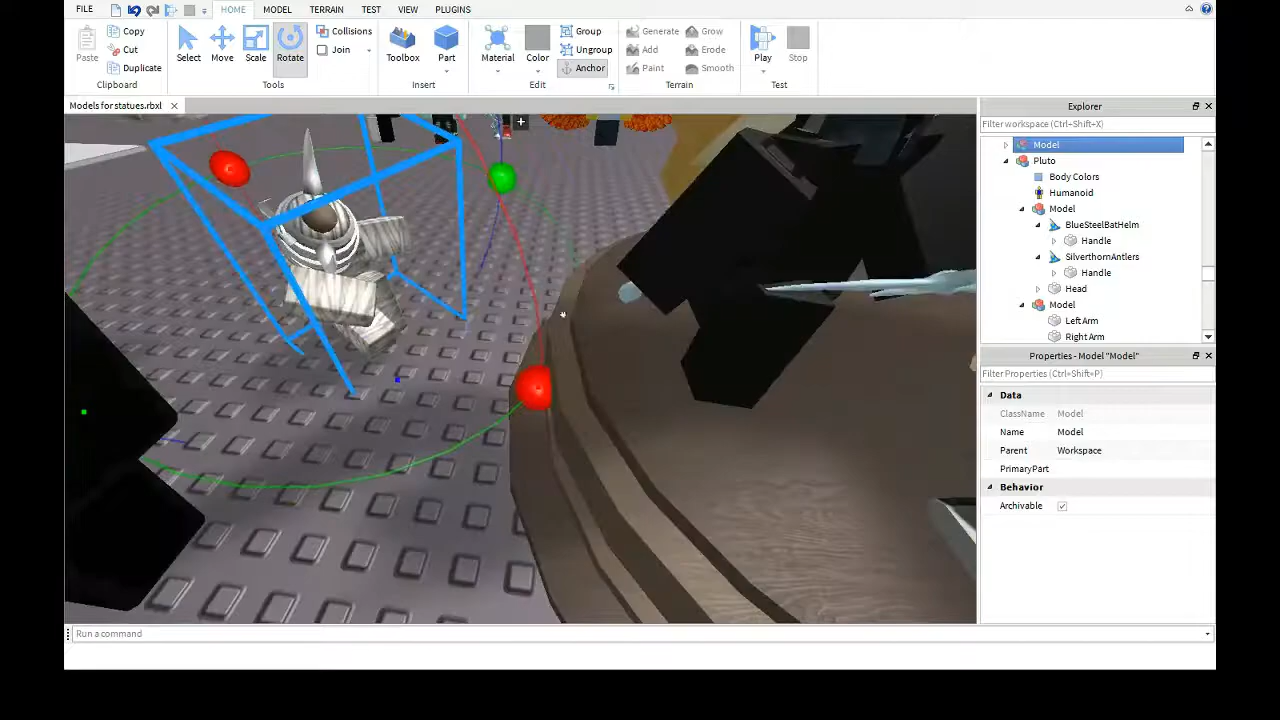 FILE HOME MODEL TERRAIN TEST VIEW PLUGINS
Paste Copy Cut Duplicate Clipboard
Select Move Scale Rotate Collisions Join Tools
Toolbox Part Insert
Material Color Group Ungroup Anchor Edit
Generate Grow Add Erode Paint Smooth Terrain
Play Stop Test
Models for statues.rbxl
Explorer
Filter workspace (Ctrl+Shift+X)
Model
Pluto
Body Colors
Humanoid
Model
BlueSteelBatHelm
Handle
SilverthornAntlers
Handle
Head
Model
Left Arm
Right Arm
Properties - Model "Model"
Filter Properties (Ctrl+Shift+P)
Data
ClassName Model
Name Model
Parent Workspace
PrimaryPart
Behavior
Archivable
Run a command